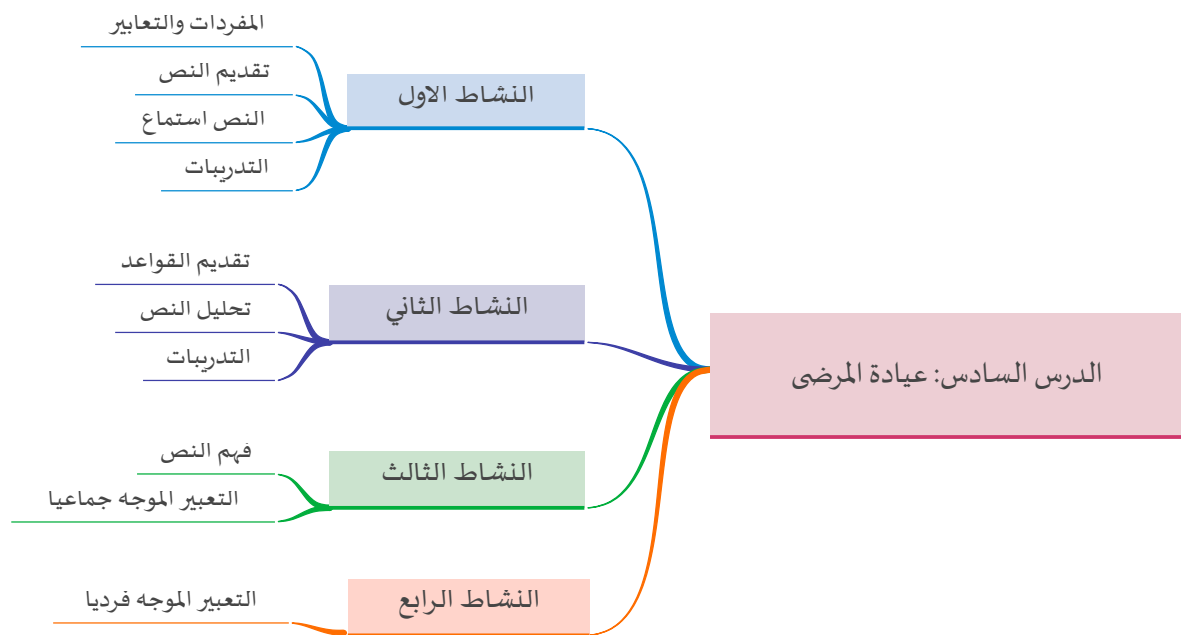 الدرس السادس: عيادة المرضى
النشاط الاول
المفردات والتعابير
تقديم النص
النص استماع
التدريبات
النشاط الثاني
تقديم القواعد
تحليل النص
التدريبات
النشاط الثالث
فهم النص
التعبير الموجه جماعيا
النشاط الرابع
التعبير الموجه فرديا